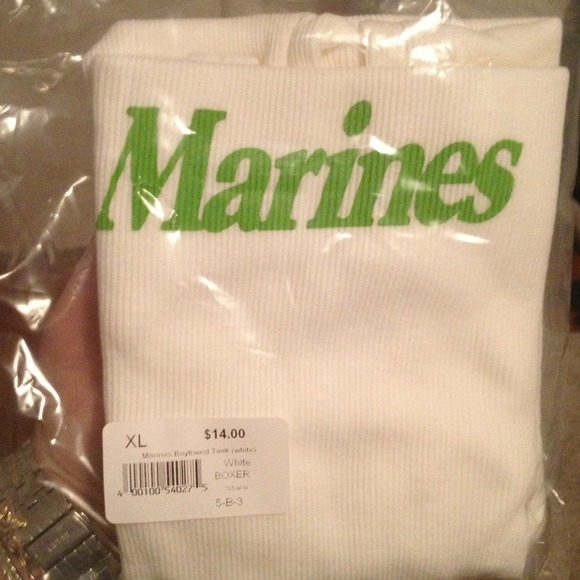 Marines
XL $14.00
Marines Boyfriend Tank (white)
White
BOXER
4 00100 54027 5
5-B-3